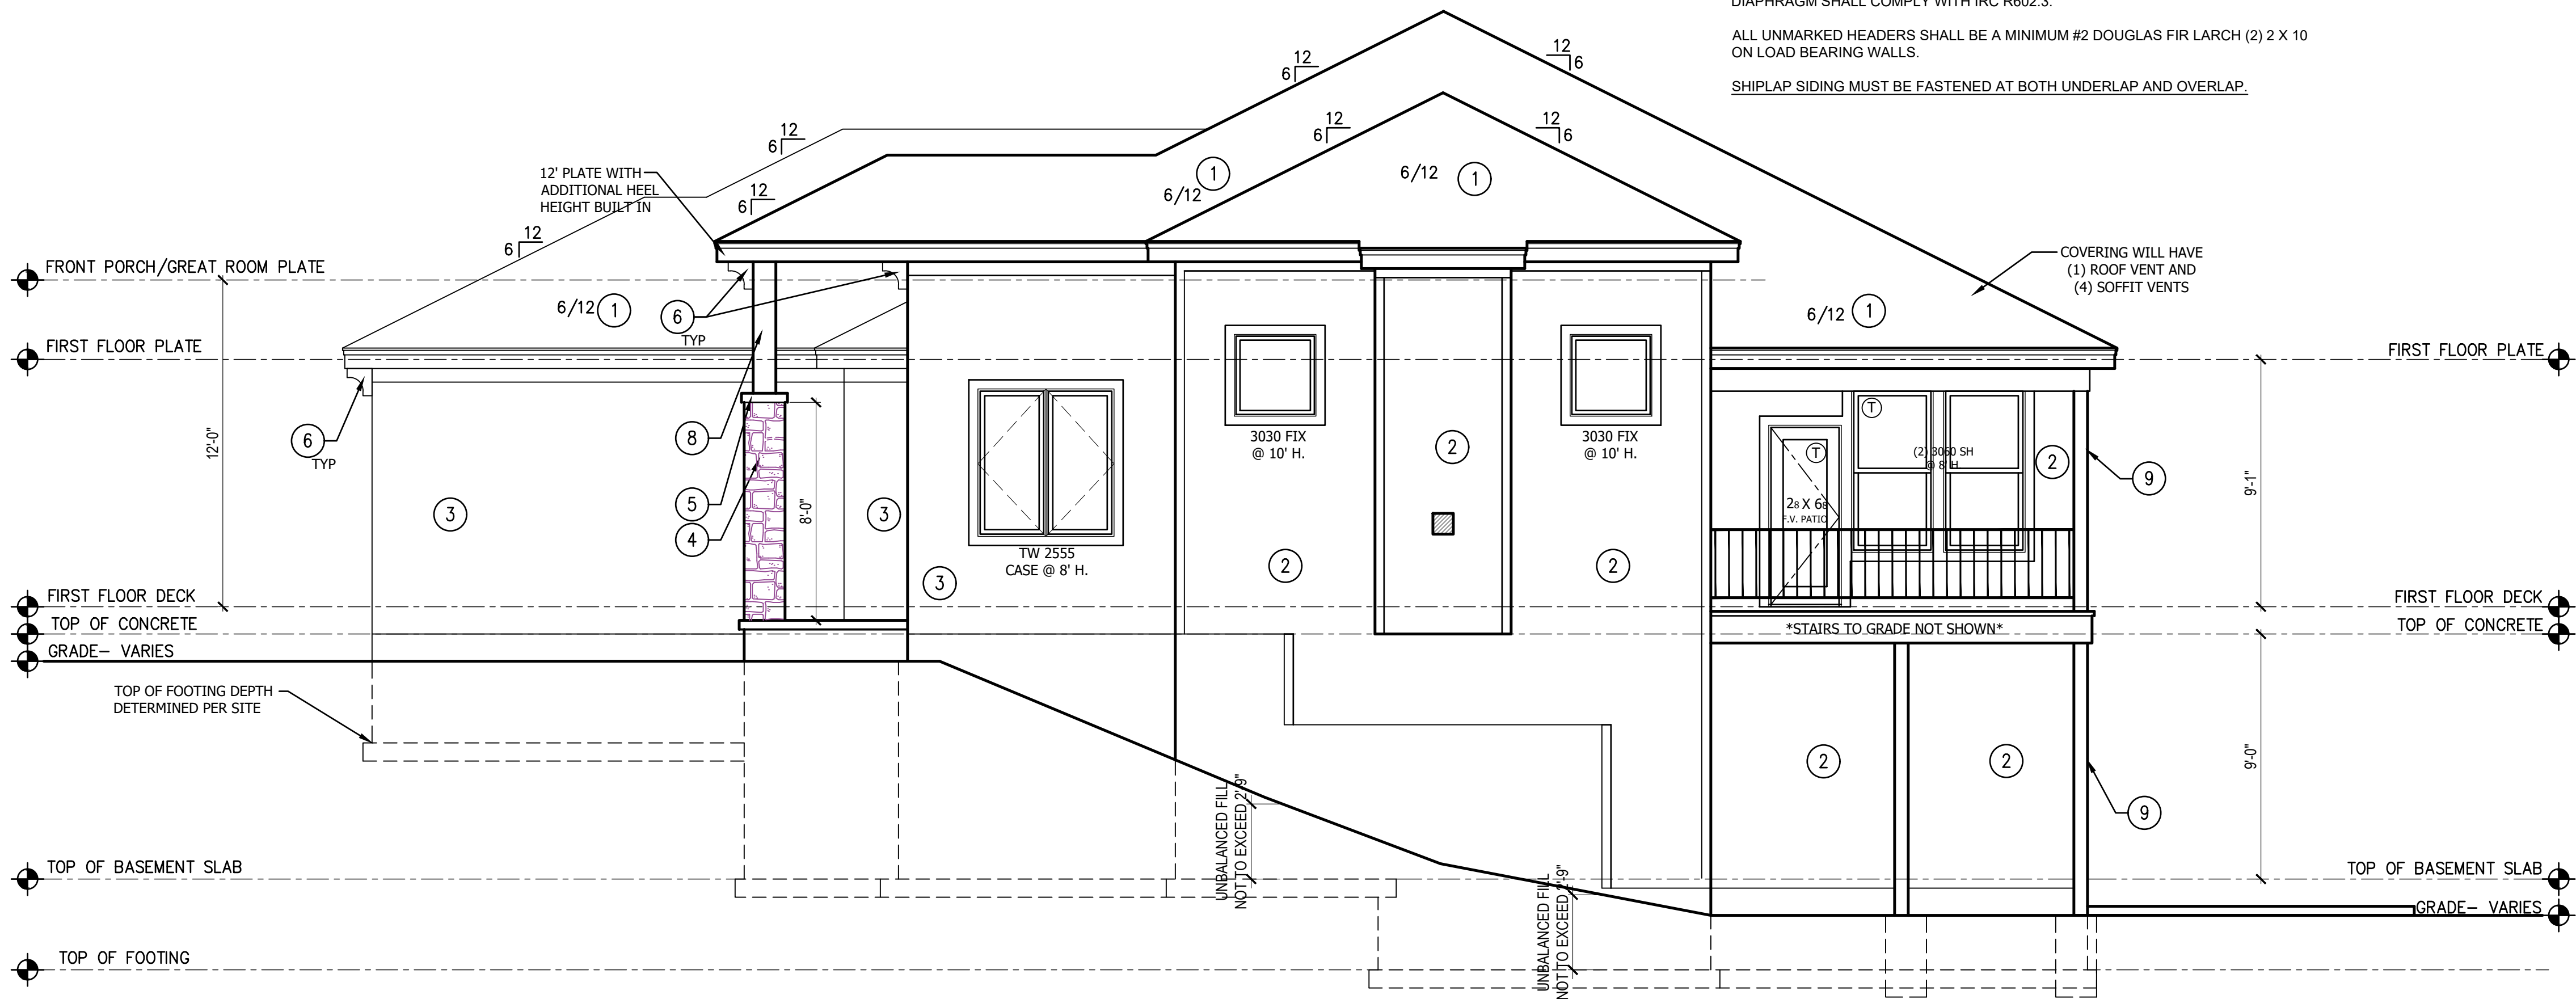 DIAPHRAGM SHALL COMPLY WITH IRC R602.3.
ALL UNMARKED HEADERS SHALL BE A MINIMUM #2 DOUGLAS FIR LARCH (2) 2 X 10
ON LOAD BEARING WALLS.
SHIPLAP SIDING MUST BE FASTENED AT BOTH UNDERLAP AND OVERLAP.
12
6
12
6
12
6
12
6
12
6
12
6
12
6
12' PLATE WITH
ADDITIONAL HEEL
HEIGHT BUILT IN
6/12
1
6/12
1
FRONT PORCH/GREAT ROOM PLATE
COVERING WILL HAVE
(1) ROOF VENT AND
(4) SOFFIT VENTS
6/12
1
6
TYP
6/12
1
FIRST FLOOR PLATE
FIRST FLOOR PLATE
12'-0"
6
TYP
8
5
4
3
8'-0"
3
3
TW 2555
CASE @ 8' H.
3030 FIX
@ 10' H.
2
3030 FIX
@ 10' H.
2
2
T
T
(2) 3060 SH
@ 8' H.
28 X 68
F.V. PATIO
2
9
9'-1"
FIRST FLOOR DECK
FIRST FLOOR DECK
TOP OF CONCRETE
*STAIRS TO GRADE NOT SHOWN*
TOP OF CONCRETE
GRADE- VARIES
TOP OF FOOTING DEPTH
DETERMINED PER SITE
2
2
9
9'-0"
UNBALANCED FILL
NOT TO EXCEED 2'-9"
UNBALANCED FILL
NOT TO EXCEED 2'-9"
TOP OF BASEMENT SLAB
TOP OF BASEMENT SLAB
GRADE- VARIES
TOP OF FOOTING